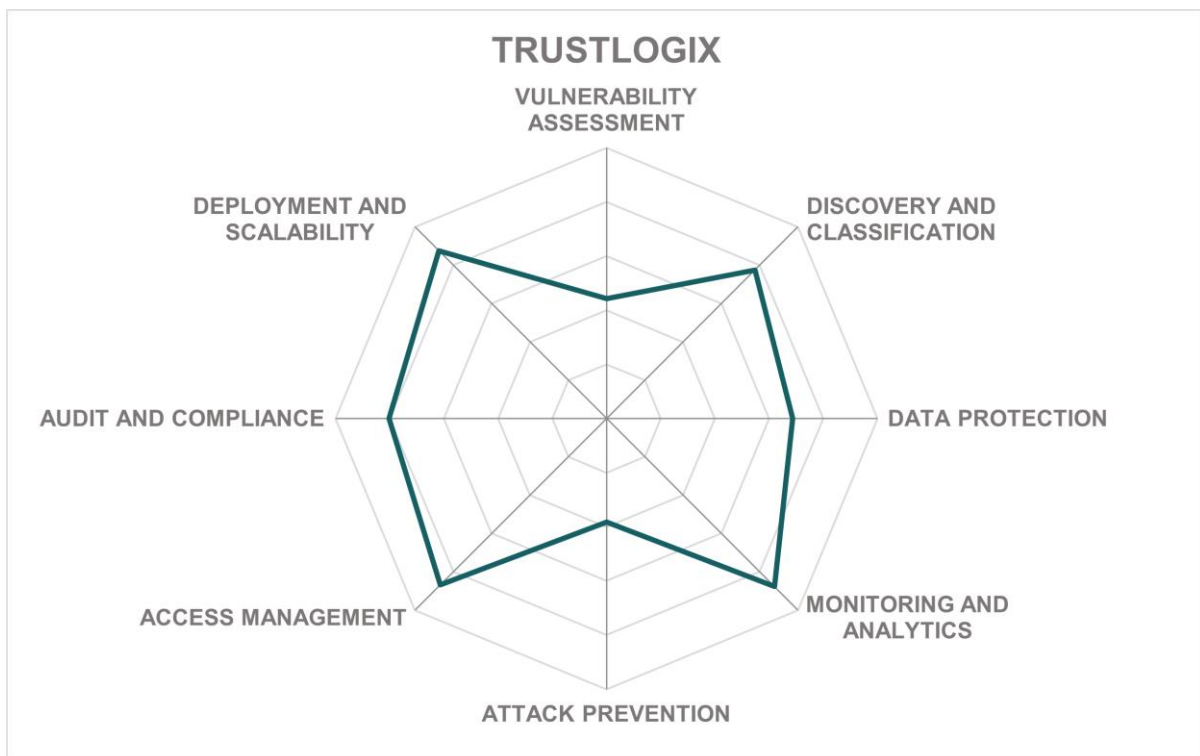 TRUSTLOGIX
VULNERABILITY
ASSESSMENT
DEPLOYMENT AND
SCALABILITY
DISCOVERY AND
CLASSIFICATION
AUDIT AND COMPLIANCE
DATA PROTECTION
ACCESS MANAGEMENT
MONITORING AND
ANALYTICS
ATTACK PREVENTION